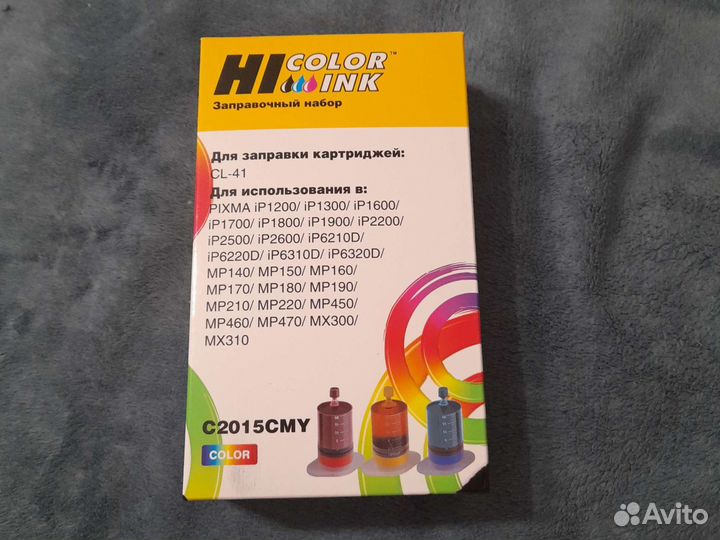 HI COLOR INK™
Заправочный набор
Для заправки картриджей:
CL-41
Для использования в:
PIXMA iP1200/ iP1300/ iP1600/
iP1700/ iP1800/ iP1900/ iP2200/
iP2500/ iP2600/ iP6210D/
iP6220D/ iP6310D/ iP6320D/
MP140/ MP150/ MP160/
MP170/ MP180/ MP190/
MP210/ MP220/ MP450/
MP460/ MP470/ MX300/
MX310
C2015CMY
COLOR
Avito